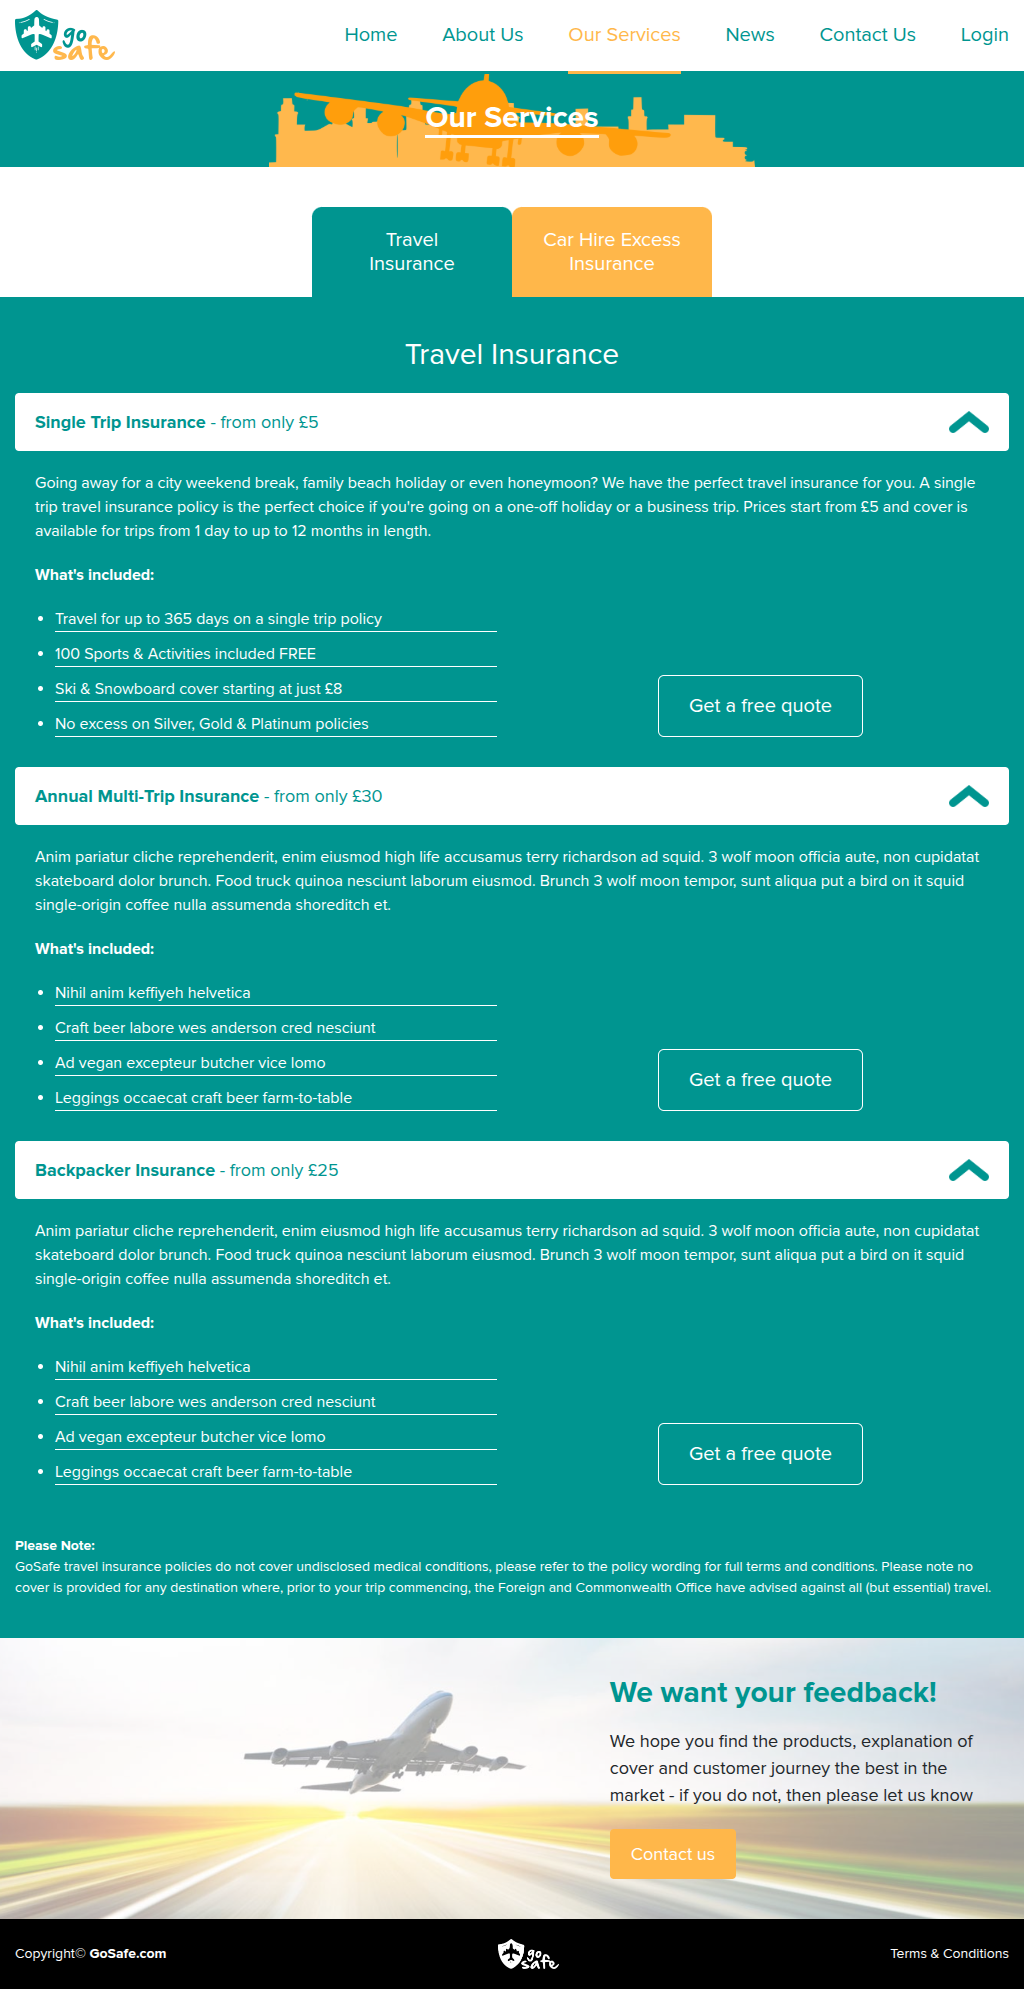 go safe
Home About Us Our Services News Contact Us Login
Our Services
Travel Insurance
Car Hire Excess Insurance
Travel Insurance
Single Trip Insurance - from only £5
Going away for a city weekend break, family beach holiday or even honeymoon? We have the perfect travel insurance for you. A single
trip travel insurance policy is the perfect choice if you're going on a one-off holiday or a business trip. Prices start from £5 and cover is
available for trips from 1 day to up to 12 months in length.
What's included:
• Travel for up to 365 days on a single trip policy
• 100 Sports & Activities included FREE
• Ski & Snowboard cover starting at just £8
• No excess on Silver, Gold & Platinum policies
Get a free quote
Annual Multi-Trip Insurance - from only £30
Anim pariatur cliche reprehenderit, enim eiusmod high life accusamus terry richardson ad squid. 3 wolf moon officia aute, non cupidatat
skateboard dolor brunch. Food truck quinoa nesciunt laborum eiusmod. Brunch 3 wolf moon tempor, sunt aliqua put a bird on it squid
single-origin coffee nulla assumenda shoreditch et.
What's included:
• Nihil anim keffiyeh helvetica
• Craft beer labore wes anderson cred nesciunt
• Ad vegan excepteur butcher vice lomo
• Leggings occaecat craft beer farm-to-table
Get a free quote
Backpacker Insurance - from only £25
Anim pariatur cliche reprehenderit, enim eiusmod high life accusamus terry richardson ad squid. 3 wolf moon officia aute, non cupidatat
skateboard dolor brunch. Food truck quinoa nesciunt laborum eiusmod. Brunch 3 wolf moon tempor, sunt aliqua put a bird on it squid
single-origin coffee nulla assumenda shoreditch et.
What's included:
• Nihil anim keffiyeh helvetica
• Craft beer labore wes anderson cred nesciunt
• Ad vegan excepteur butcher vice lomo
• Leggings occaecat craft beer farm-to-table
Get a free quote
Please Note:
GoSafe travel insurance policies do not cover undisclosed medical conditions, please refer to the policy wording for full terms and conditions. Please note no
cover is provided for any destination where, prior to your trip commencing, the Foreign and Commonwealth Office have advised against all (but essential) travel.
We want your feedback!
We hope you find the products, explanation of
cover and customer journey the best in the
market - if you do not, then please let us know
Contact us
Copyright© GoSafe.com
go safe
Terms & Conditions